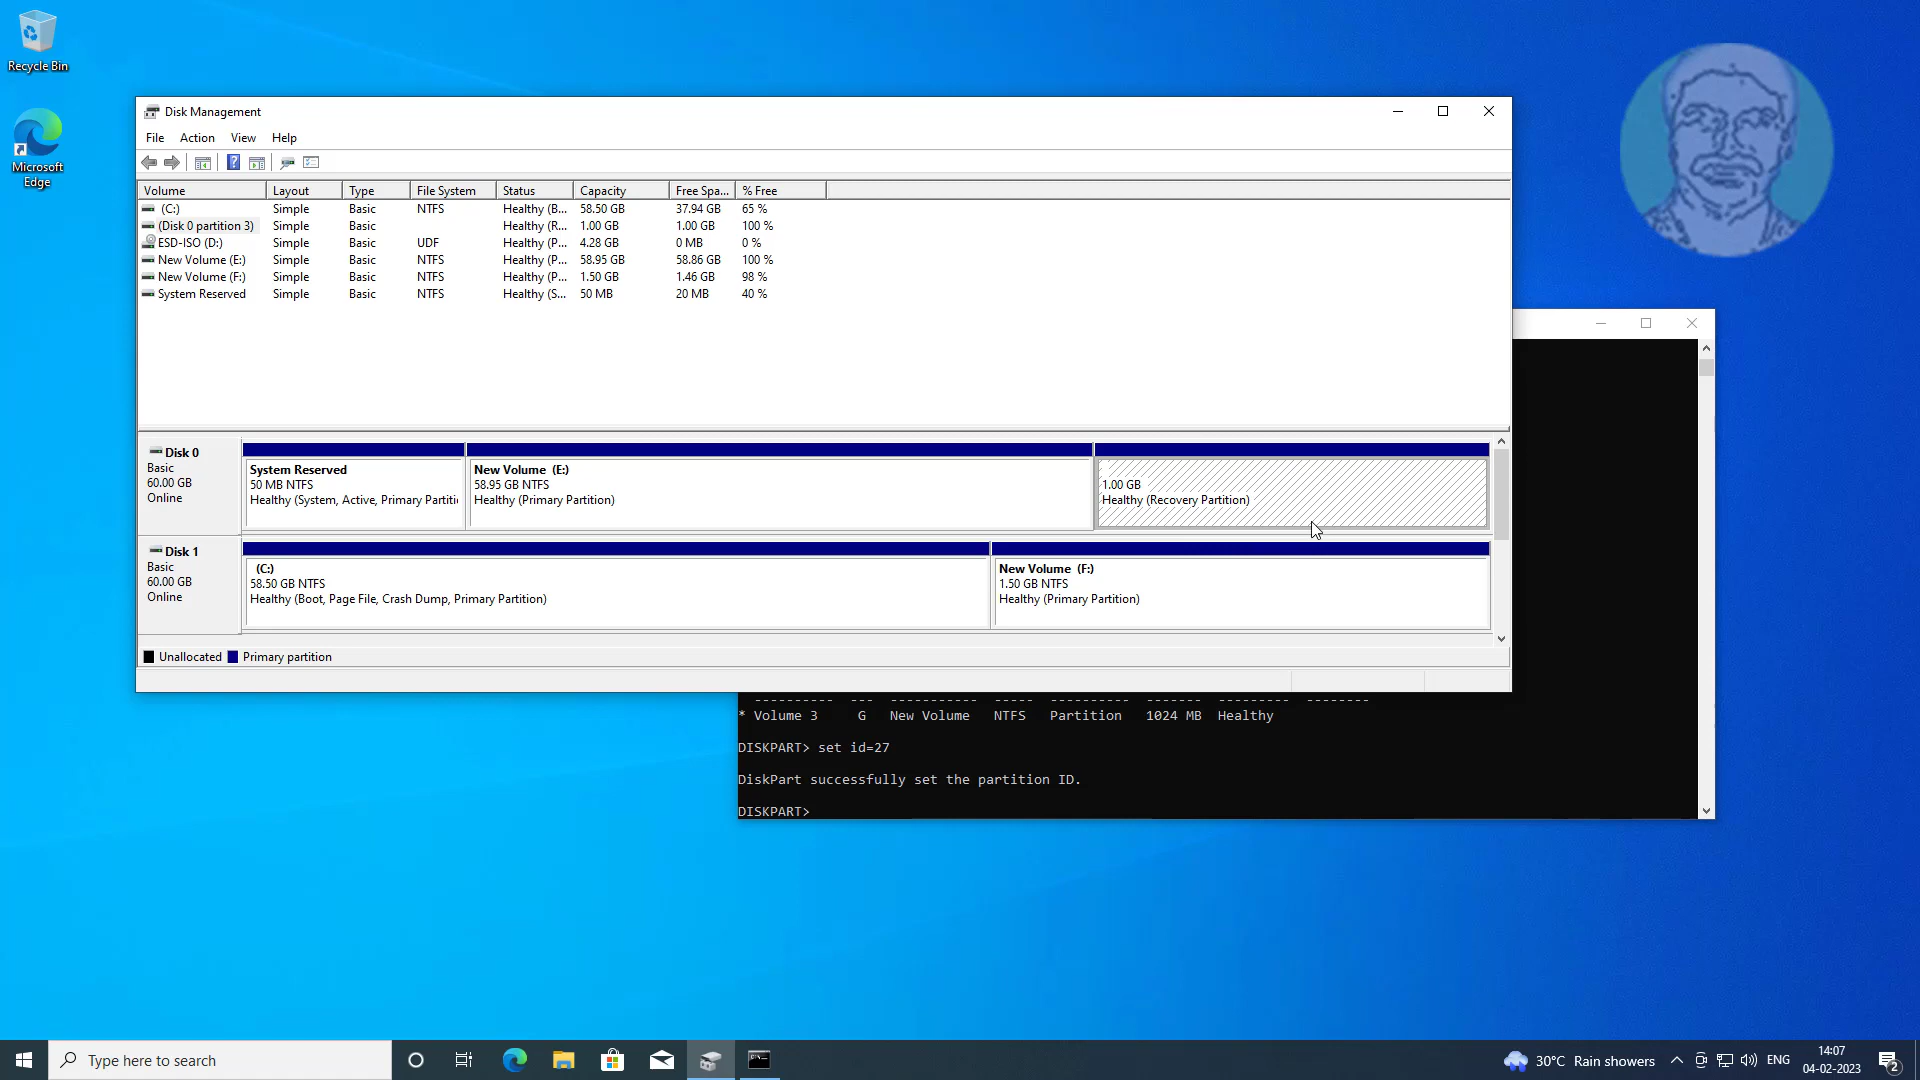 Recycle Bin
Microsoft
Edge
Disk Management
File Action View Help
Volume Layout Type File System Status Capacity Free Spa... % Free
(C:) Simple Basic NTFS Healthy (B... 58.50 GB 37.94 GB 65 %
(Disk 0 partition 3) Simple Basic Healthy (R... 1.00 GB 1.00 GB 100 %
ESD-ISO (D:) Simple Basic UDF Healthy (P... 4.28 GB 0 MB 0 %
New Volume (E:) Simple Basic NTFS Healthy (P... 58.95 GB 58.86 GB 100 %
New Volume (F:) Simple Basic NTFS Healthy (P... 1.50 GB 1.46 GB 98 %
System Reserved Simple Basic NTFS Healthy (S... 50 MB 20 MB 40 %
Disk 0
Basic
60.00 GB
Online
System Reserved
50 MB NTFS
Healthy (System, Active, Primary Partiti
New Volume (E:)
58.95 GB NTFS
Healthy (Primary Partition)
1.00 GB
Healthy (Recovery Partition)
Disk 1
Basic
60.00 GB
Online
(C:)
58.50 GB NTFS
Healthy (Boot, Page File, Crash Dump, Primary Partition)
New Volume (F:)
1.50 GB NTFS
Healthy (Primary Partition)
Unallocated Primary partition
---------- --- ----------- ----- ---------- ------- --------- --------
* Volume 3 G New Volume NTFS Partition 1024 MB Healthy
DISKPART> set id=27
DiskPart successfully set the partition ID.
DISKPART>
Type here to search
30°C Rain showers
ENG
14:07
04-02-2023
2